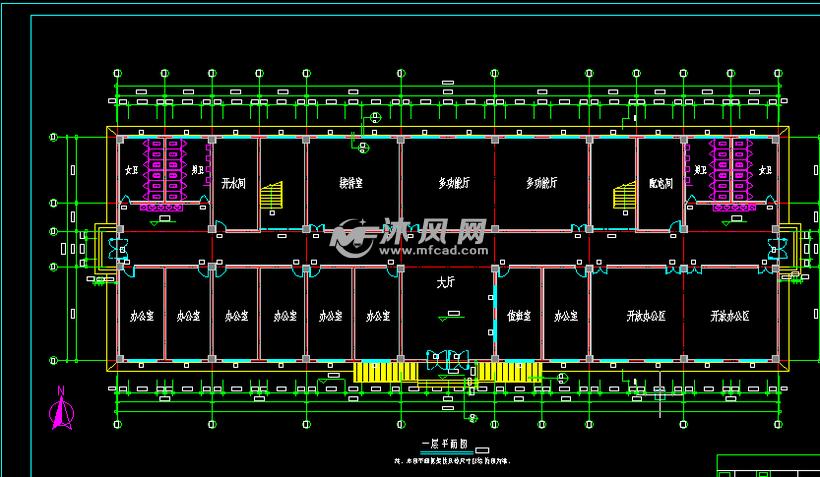 女卫
男卫
开水间
接待室
多功能厅
多功能厅
配电间
男卫
女卫
沐风网
www.mfcad.com
大厅
办公室
办公室
办公室
办公室
办公室
办公室
值班室
办公室
开放办公区
开放办公区
N
一层平面图